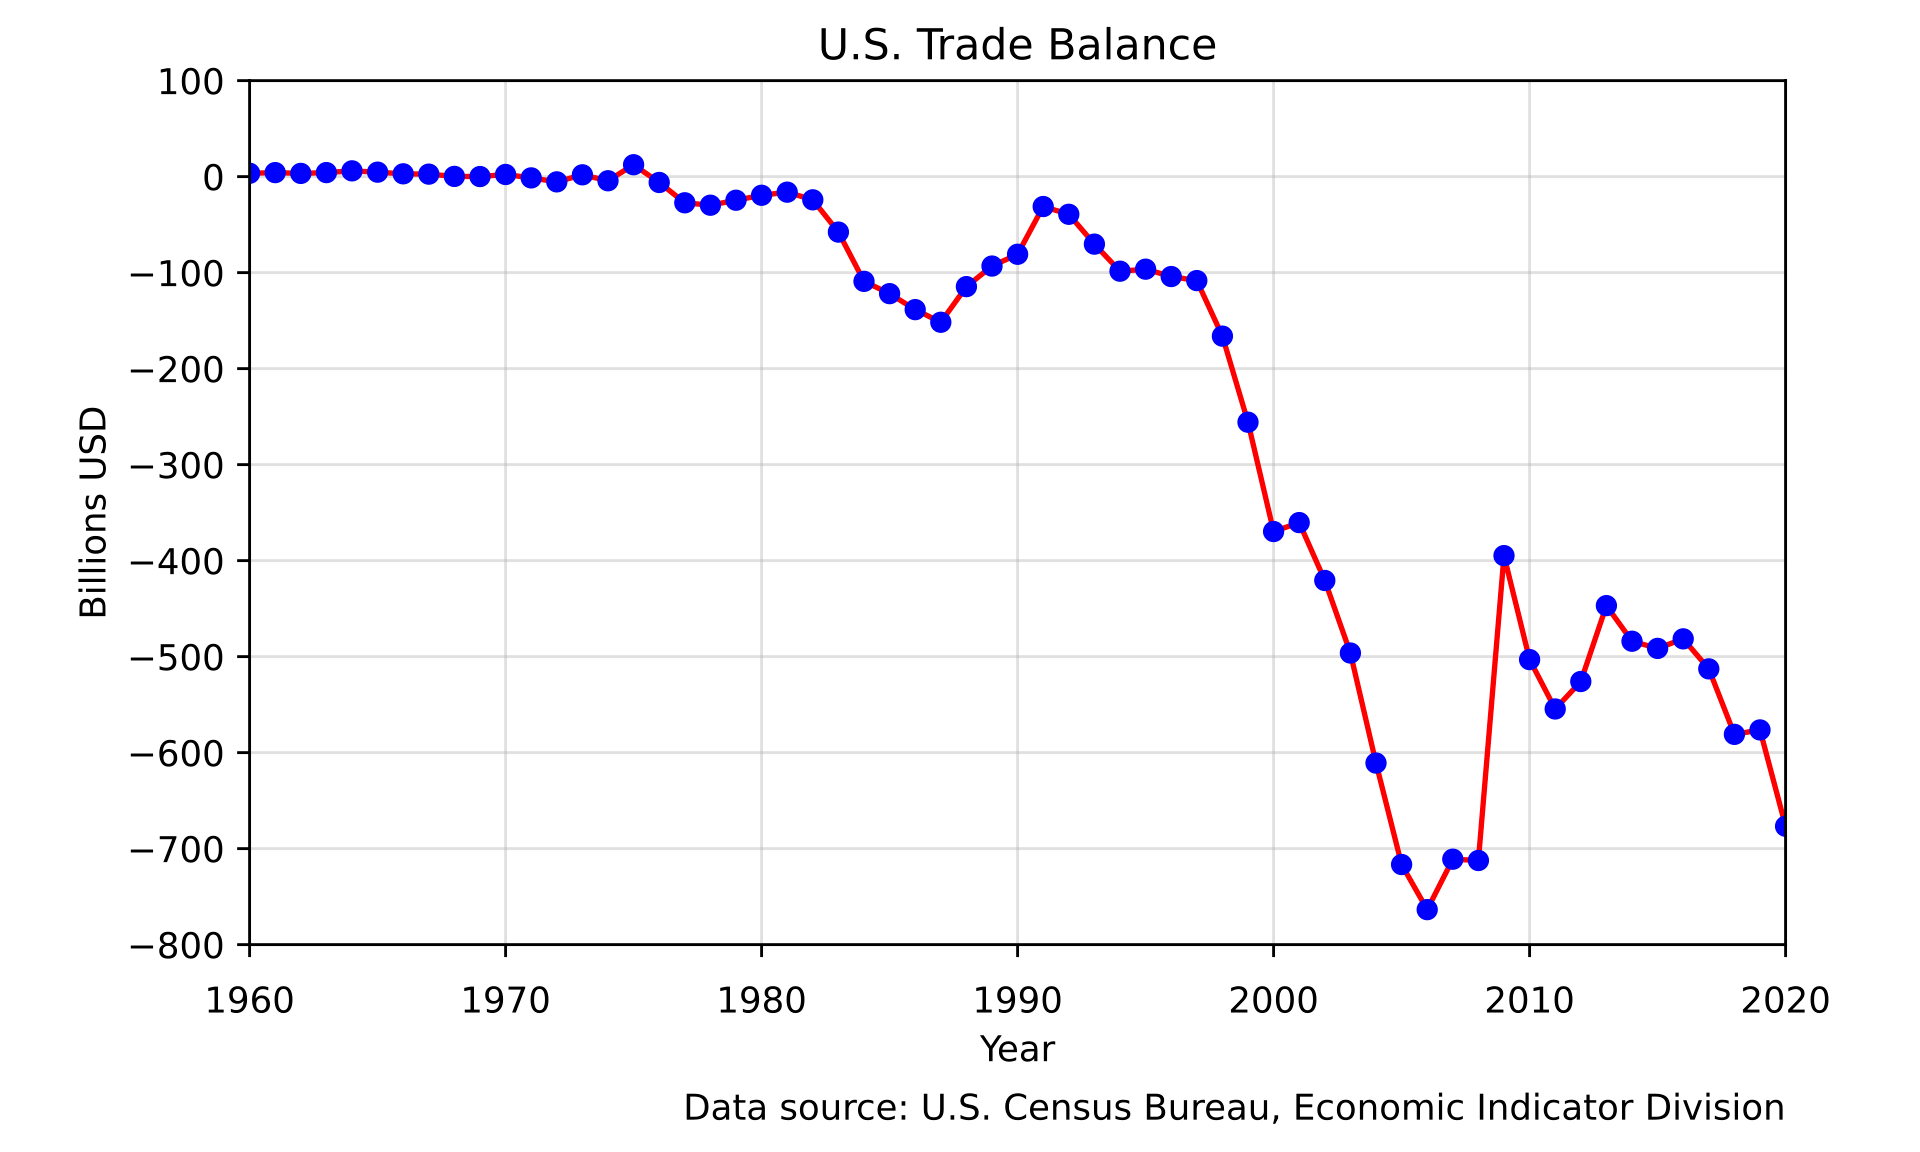 U.S. Trade Balance
100
0
−100
−200
−300
−400
−500
−600
−700
−800
Billions USD
1960 1970 1980 1990 2000 2010 2020
Year
Data source: U.S. Census Bureau, Economic Indicator Division